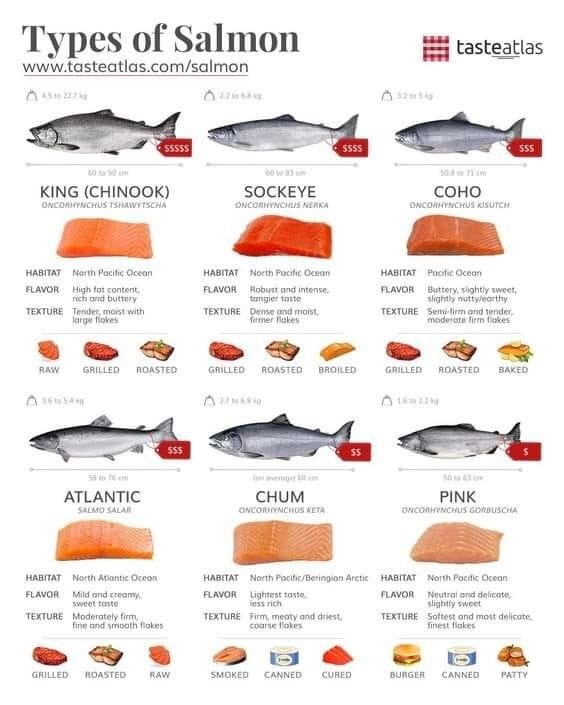 Types of Salmon
www.tasteatlas.com/salmon
tasteatlas
4.5 to 22.7 kg
$$$$$
60 to 90 cm
KING (CHINOOK)
ONCORHYNCHUS TSHAWYTSCHA
HABITAT North Pacific Ocean
FLAVOR High fat content,
rich and buttery
TEXTURE Tender, moist with
large flakes
RAW GRILLED ROASTED
2.2 to 6.8 kg
$$$$
60 to 83 cm
SOCKEYE
ONCORHYNCHUS NERKA
HABITAT North Pacific Ocean
FLAVOR Robust and intense,
tangier taste
TEXTURE Dense and moist,
firmer flakes
GRILLED ROASTED BROILED
3.2 to 5 kg
$$$
50.8 to 71 cm
COHO
ONCORHYNCHUS KISUTCH
HABITAT Pacific Ocean
FLAVOR Buttery, slightly sweet,
slightly nutty/earthy
TEXTURE Semi-firm and tender,
moderate firm flakes
GRILLED ROASTED BAKED
3.6 to 5.4 kg
$$$
58 to 76 cm
ATLANTIC
SALMO SALAR
HABITAT North Atlantic Ocean
FLAVOR Mild and creamy,
sweet taste
TEXTURE Moderately firm,
fine and smooth flakes
GRILLED ROASTED RAW
2.7 to 6.8 kg
$$
(on average) 60 cm
CHUM
ONCORHYNCHUS KETA
HABITAT North Pacific/Beringian Arctic
FLAVOR Lightest taste,
less rich
TEXTURE Firm, meaty and driest,
coarse flakes
SMOKED CANNED CURED
1.6 to 2.2 kg
$
50 to 63 cm
PINK
ONCORHYNCHUS GORBUSCHA
HABITAT North Pacific Ocean
FLAVOR Neutral and delicate,
slightly sweet
TEXTURE Softest and most delicate,
finest flakes
BURGER CANNED PATTY